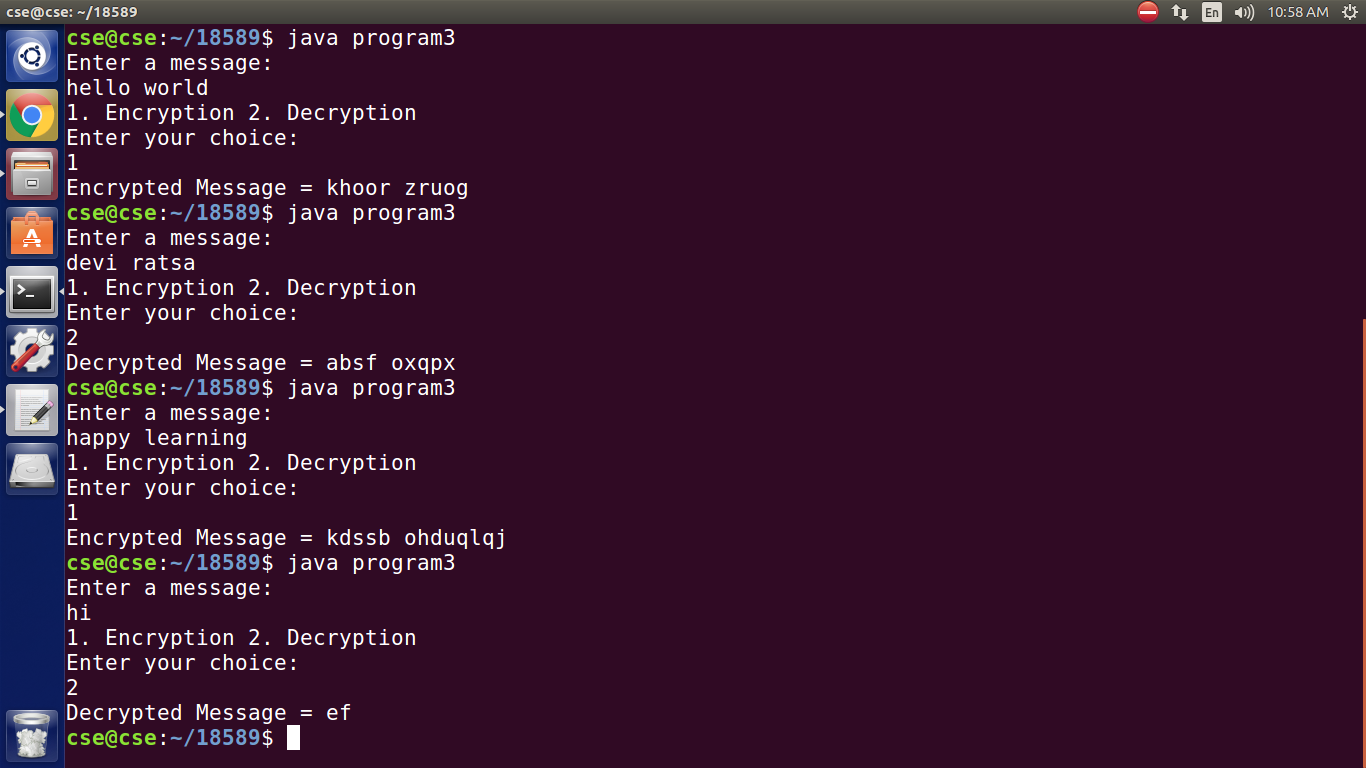 cse@cse: ~/18589
En
10:58 AM
cse@cse:~/18589$ java program3
Enter a message:
hello world
1. Encryption 2. Decryption
Enter your choice:
1
Encrypted Message = khoor zruog
cse@cse:~/18589$ java program3
Enter a message:
devi ratsa
1. Encryption 2. Decryption
Enter your choice:
2
Decrypted Message = absf oxqpx
cse@cse:~/18589$ java program3
Enter a message:
happy learning
1. Encryption 2. Decryption
Enter your choice:
1
Encrypted Message = kdssb ohduqlqj
cse@cse:~/18589$ java program3
Enter a message:
hi
1. Encryption 2. Decryption
Enter your choice:
2
Decrypted Message = ef
cse@cse:~/18589$